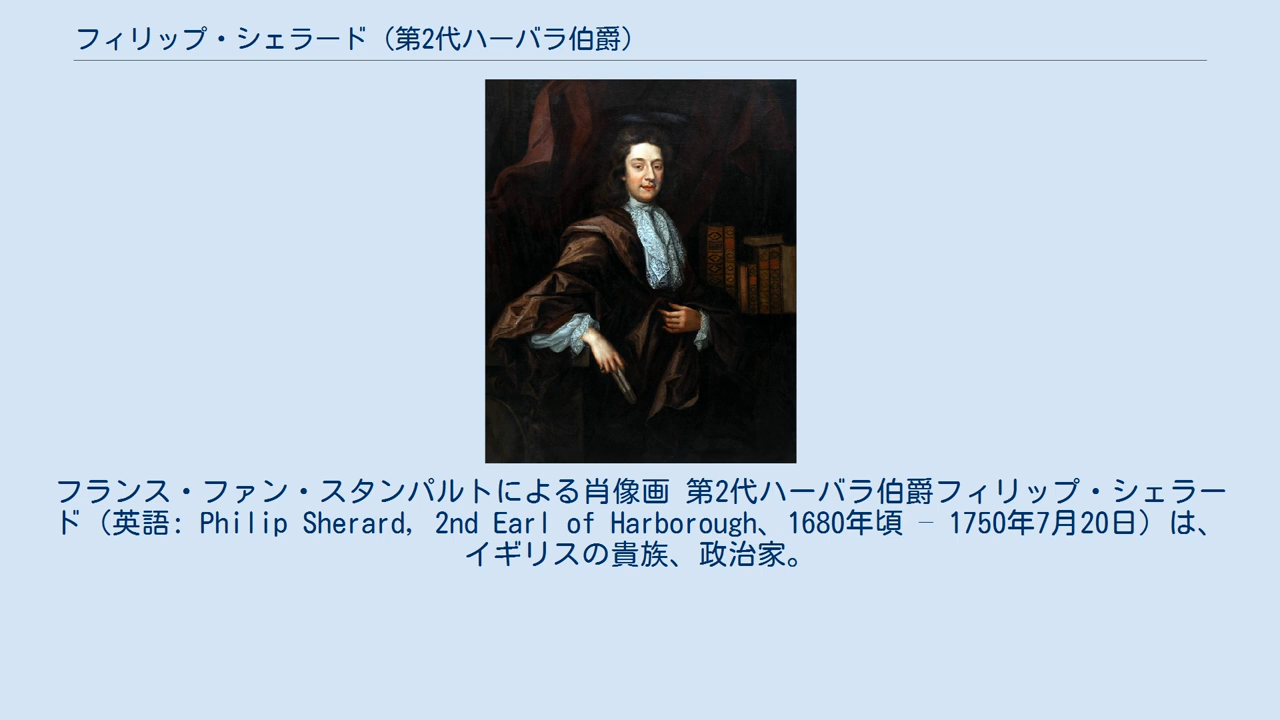 フィリップ・シェラード（第2代ハーバラ伯爵）
フランス・ファン・スタンパルトによる肖像画 第2代ハーバラ伯爵フィリップ・シェラー
ド（英語: Philip Sherard, 2nd Earl of Harborough、1680年頃 – 1750年7月20日）は、
イギリスの貴族、政治家。